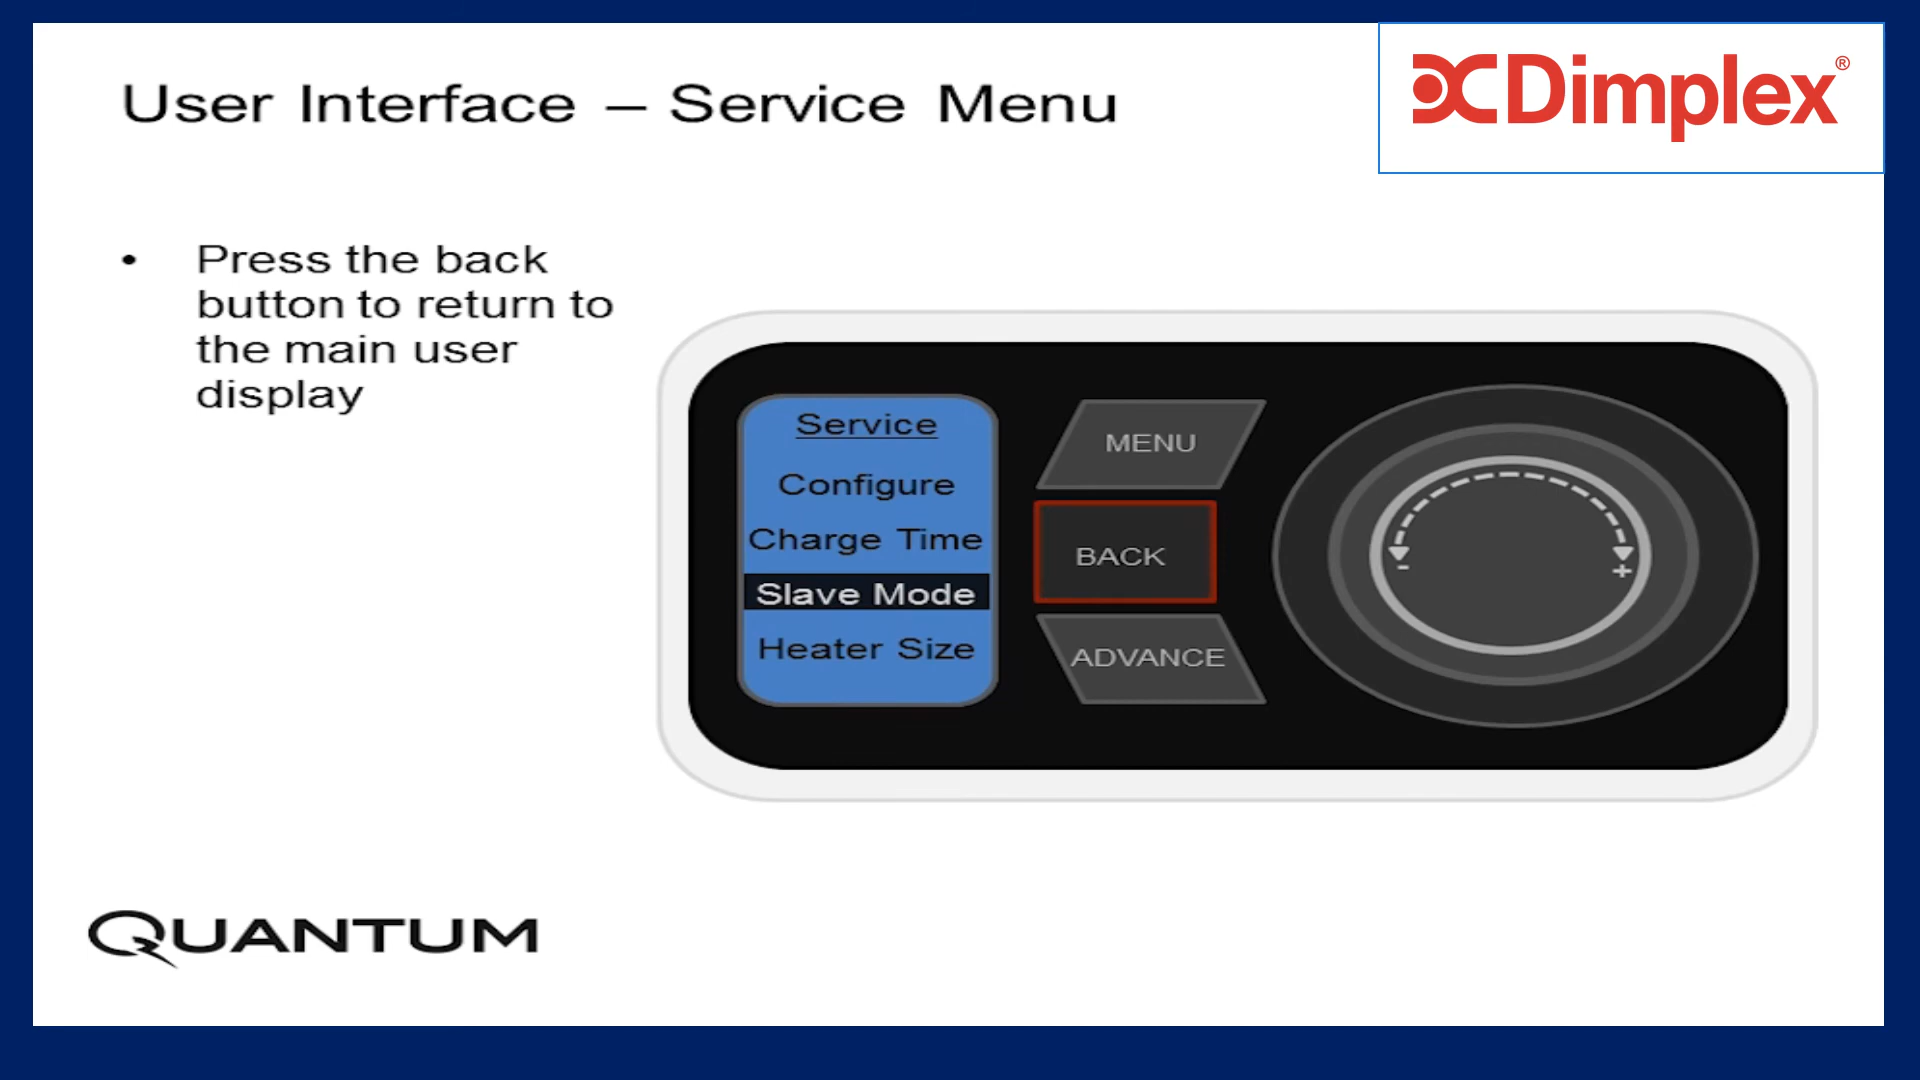 User Interface – Service Menu
Dimplex®
• Press the back
button to return to
the main user
display
Service
Configure
Charge Time
Slave Mode
Heater Size
MENU
BACK
ADVANCE
- +
QUANTUM